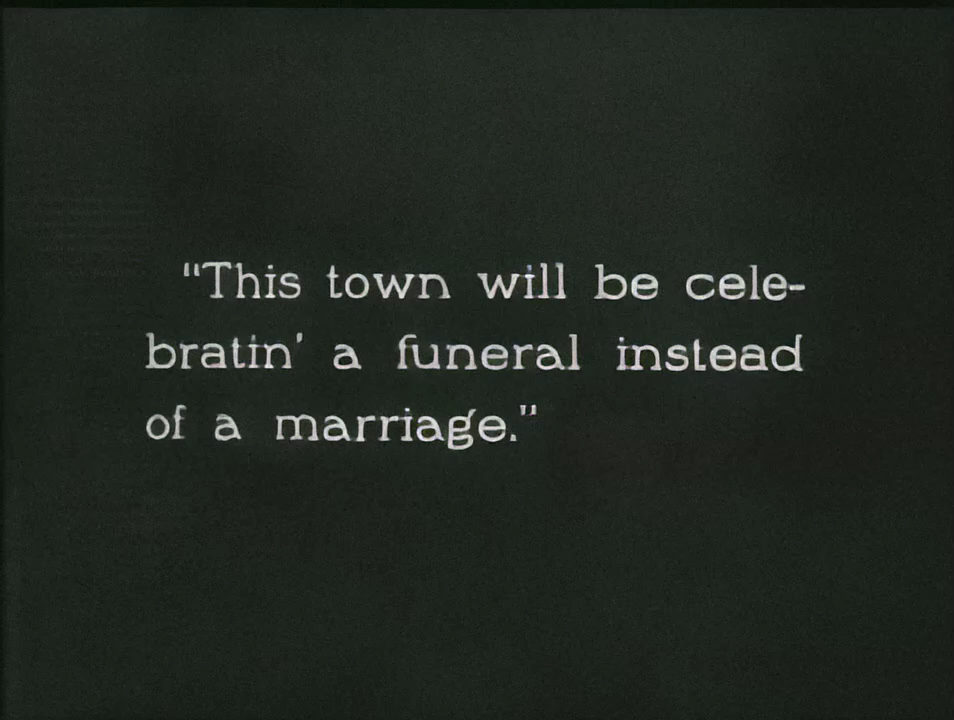 "This town will be cele-
bratin' a funeral instead
of a marriage."